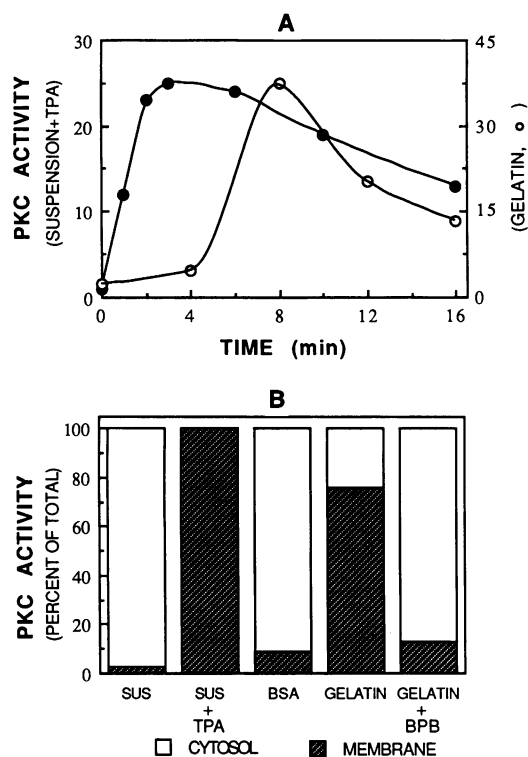 A
PKC ACTIVITY
(SUSPENSION+TPA)
30
20
10
0
45
30
15
0
(GELATIN, o)
0 4 8 12 16
TIME (min)
B
PKC ACTIVITY
(PERCENT OF TOTAL)
100
80
60
40
20
0
SUS SUS + TPA BSA GELATIN GELATIN + BPB
CYTOSOL MEMBRANE